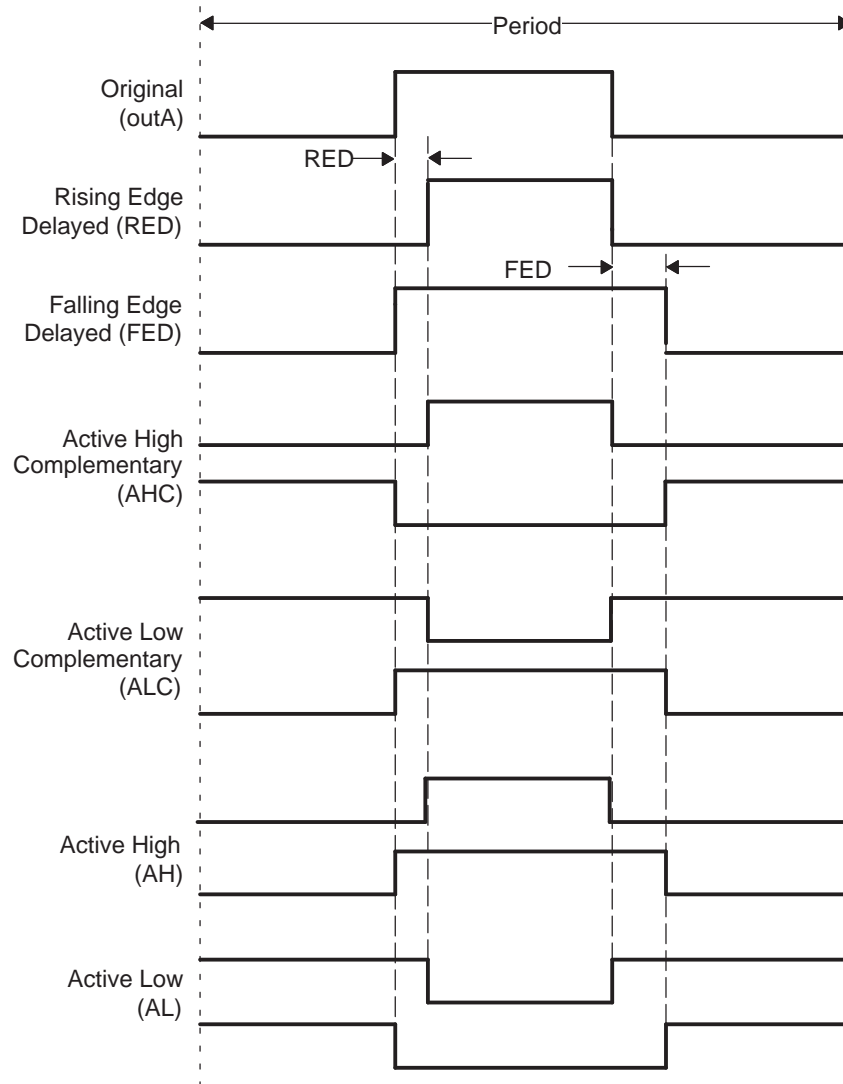 Period
Original
(outA)
RED
Rising Edge
Delayed (RED)
FED
Falling Edge
Delayed (FED)
Active High
Complementary
(AHC)
Active Low
Complementary
(ALC)
Active High
(AH)
Active Low
(AL)